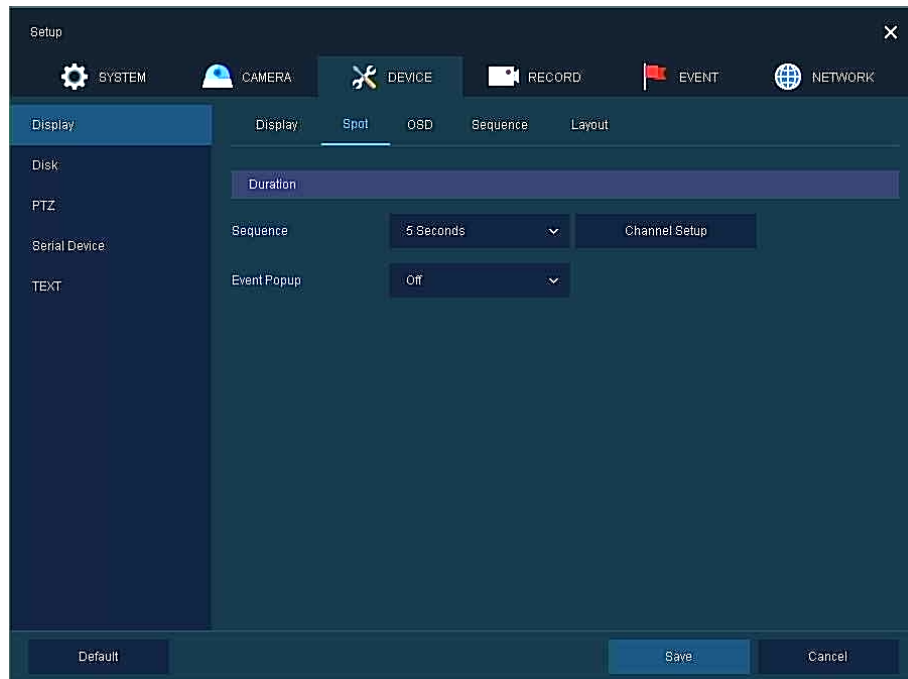 Setup
SYSTEM CAMERA DEVICE RECORD EVENT NETWORK
Display Display Spot OSD Sequence Layout
Disk
Duration
PTZ
Sequence 5 Seconds Channel Setup
Serial Device
Event Popup Off
TEXT
Default Save Cancel